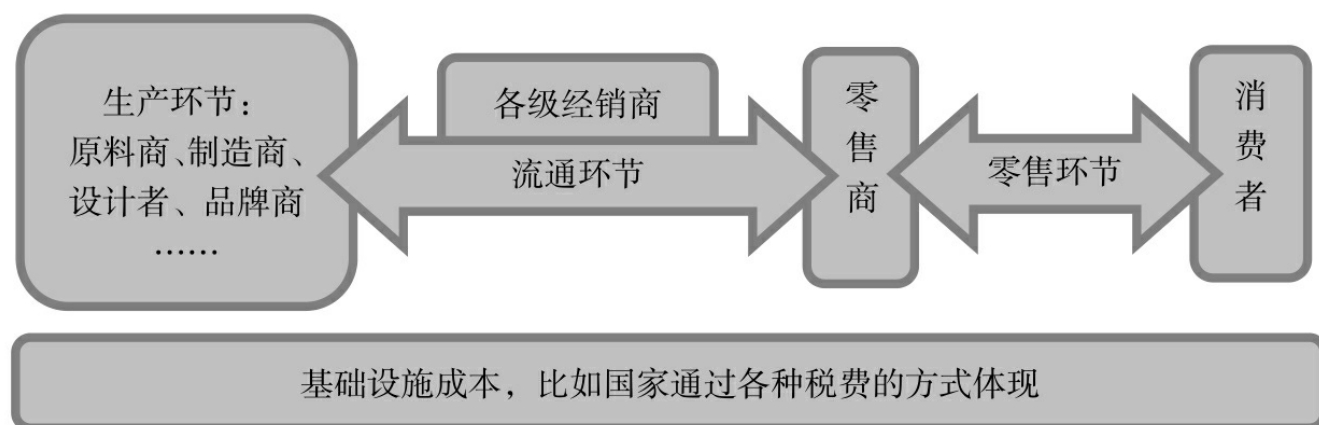 生产环节：
原料商、制造商、
设计者、品牌商
……
各级经销商
流通环节
零售商
零售环节
消费者
基础设施成本，比如国家通过各种税费的方式体现